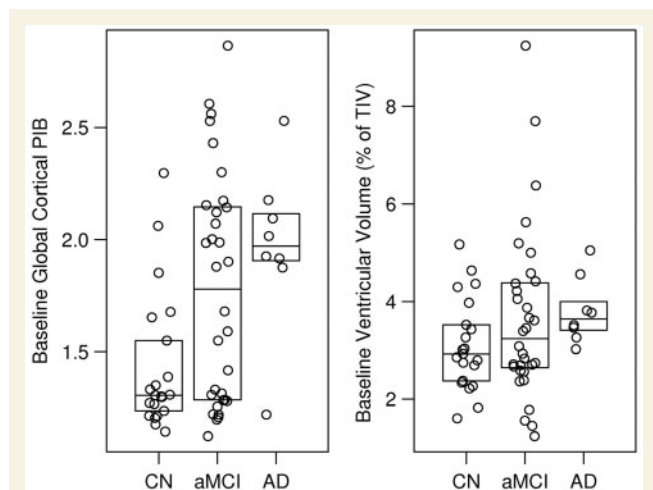 Baseline Global Cortical PIB
2.5
2.0
1.5
CN aMCI AD
Baseline Ventricular Volume (% of TIV)
8
6
4
2
CN aMCI AD